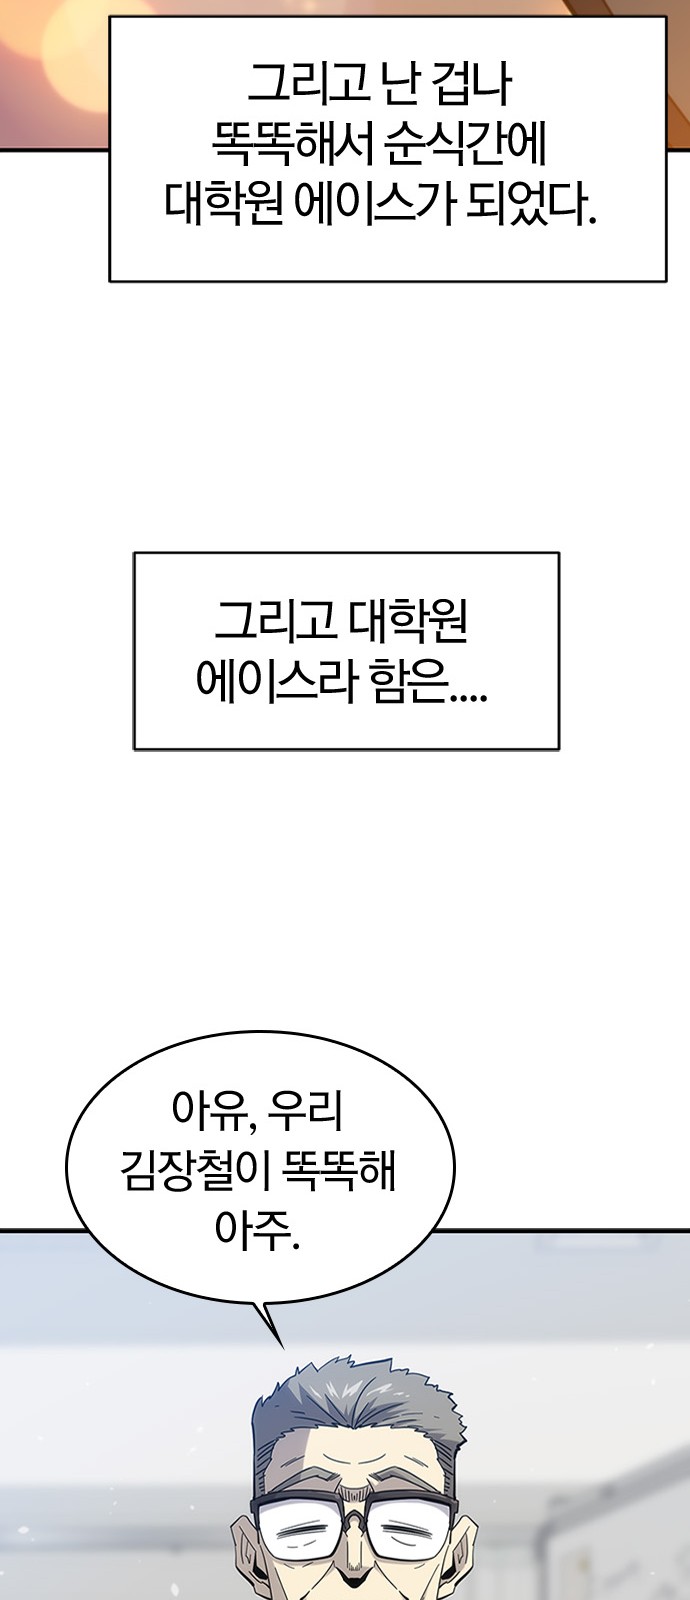 그리고 난 겁나
똑똑해서 순식간에
대학원 에이스가 되었다.
그리고 대학원
에이스라 함은....
아유, 우리
김장철이 똑똑해
아주.